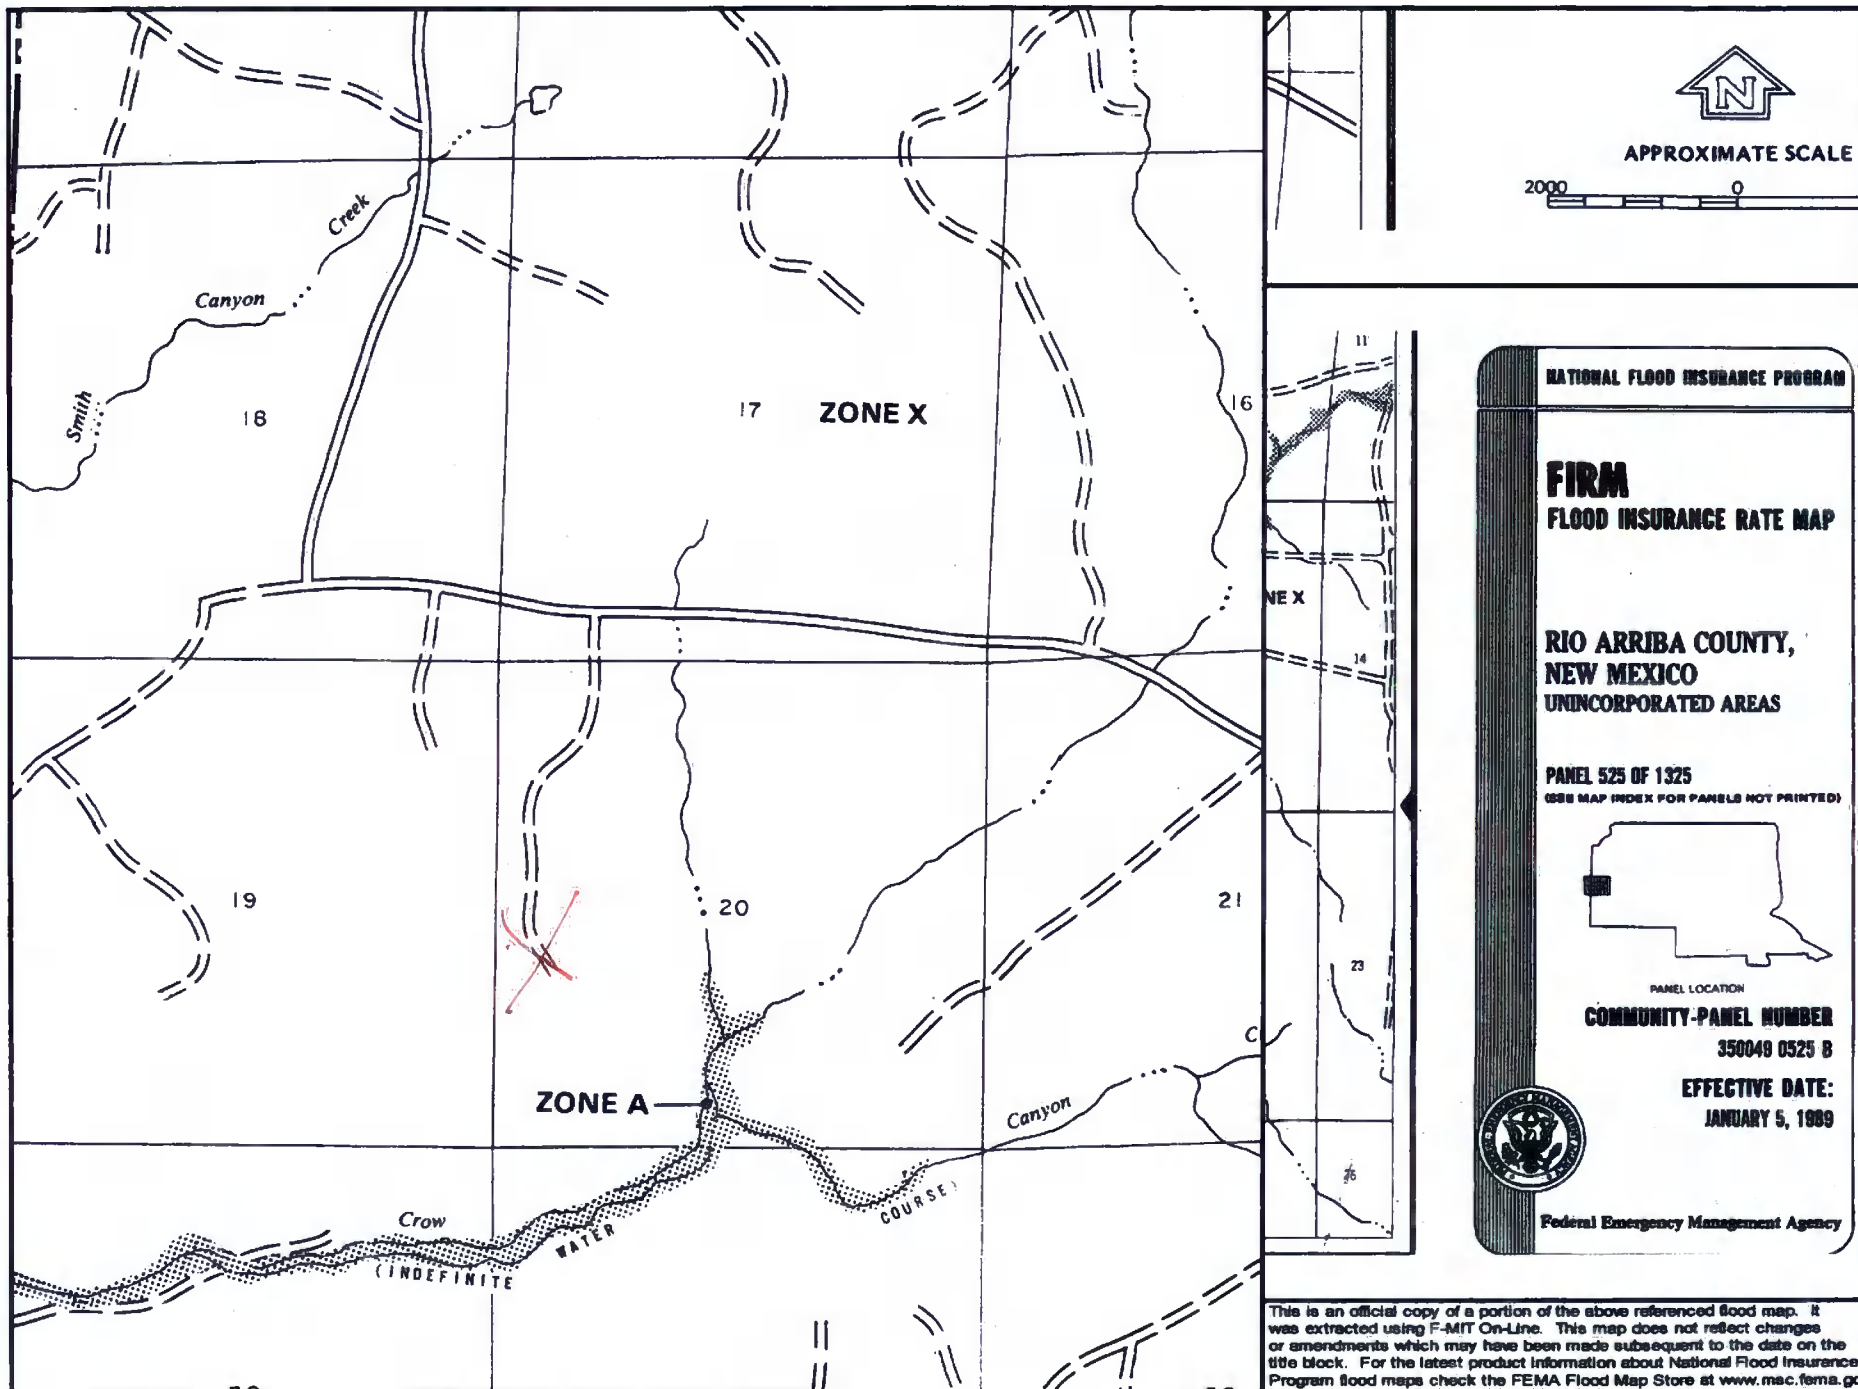 N
APPROXIMATE SCALE
2000 0
Creek
Canyon
Smith
18
17
ZONE X
16
11
NE X
14
19
20
21
23
ZONE A
C
Canyon
26
Crow
(INDEFINITE
WATER
COURSE)
NATIONAL FLOOD INSURANCE PROGRAM
FIRM
FLOOD INSURANCE RATE MAP
RIO ARRIBA COUNTY,
NEW MEXICO
UNINCORPORATED AREAS
PANEL 525 OF 1325
(SEE MAP INDEX FOR PANELS NOT PRINTED)
PANEL LOCATION
COMMUNITY-PANEL NUMBER
350049 0525 B
EFFECTIVE DATE:
JANUARY 5, 1989
Federal Emergency Management Agency
This is an official copy of a portion of the above referenced flood map. It
was extracted using F-MIT On-Line. This map does not reflect changes
or amendments which may have been made subsequent to the date on the
title block. For the latest product information about National Flood Insurance
Program flood maps check the FEMA Flood Map Store at www.msc.fema.go